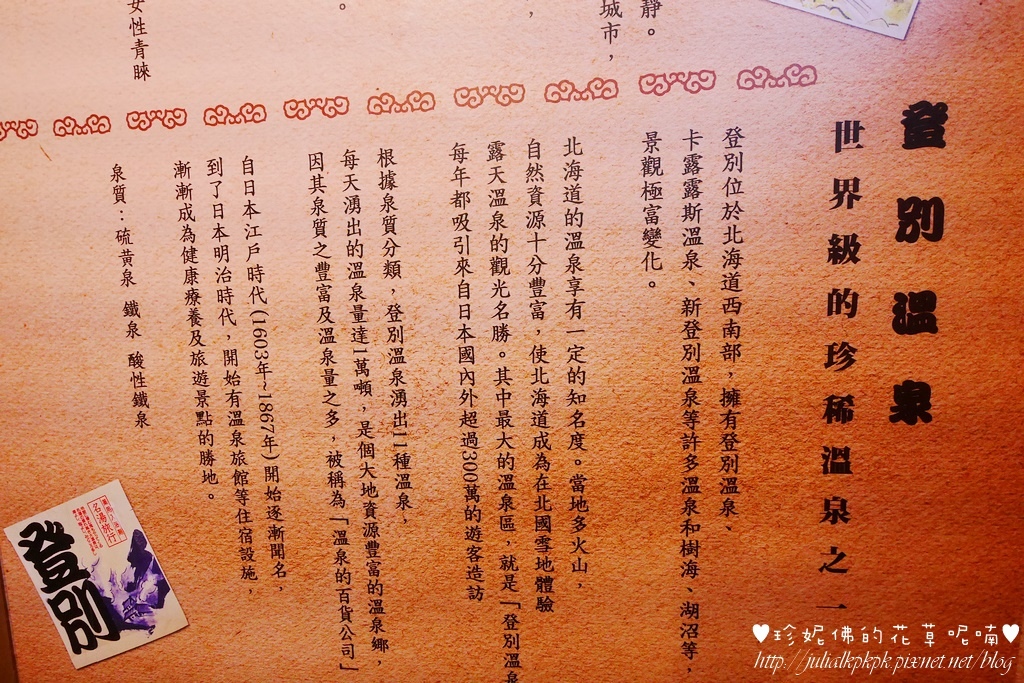 靜。
城市，
，
。
女性青睞
登別溫泉
世界級的珍稀溫泉之一
登別位於北海道西南部，擁有登別溫泉、
卡露露斯溫泉、新登別溫泉等許多溫泉和樹海、湖沼等，
景觀極富變化。
北海道的溫泉享有一定的知名度。當地多火山，
自然資源十分豐富，使北海道成為在北國雪地體驗
露天溫泉的觀光名勝。其中最大的溫泉區，就是「登別溫泉
每年都吸引來自日本國內外超過300萬的遊客造訪
根據泉質分類，登別溫泉湧出11種溫泉，
每天湧出的溫泉量達1萬噸，是個大地資源豐富的溫泉鄉，
因其泉質之豐富及溫泉量之多，被稱為「溫泉的百貨公司」
自日本江戶時代(1603年~1867年)開始逐漸聞名，
到了日本明治時代，開始有溫泉旅館等住宿設施，
漸漸成為健康療養及旅遊景點的勝地。
泉質：硫黃泉 鐵泉 酸性鐵泉
名湯旅行
登別
♥珍妮佛的花草呢喃♥
http://julialkpkpk.pixnet.net/blog